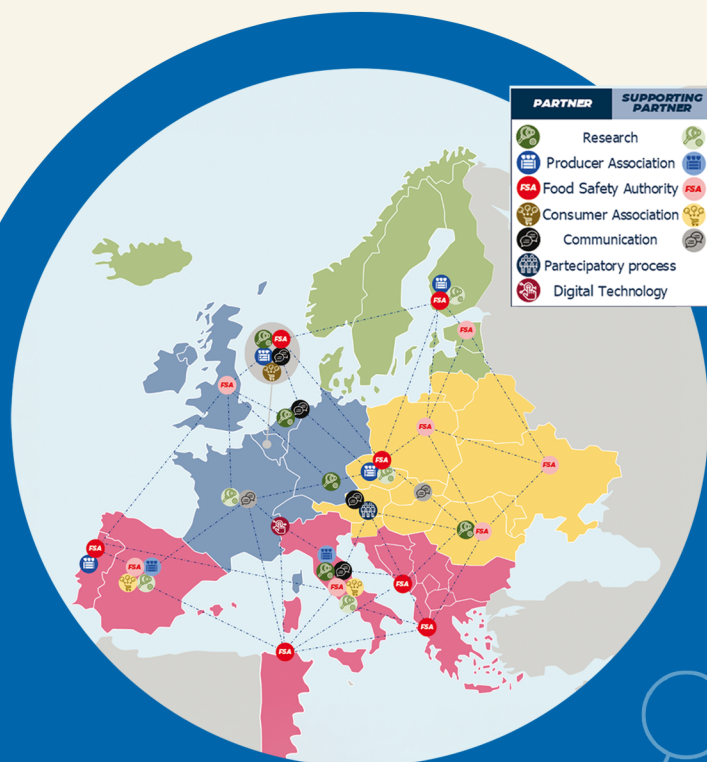 PARTNER
SUPPORTING
PARTNER
Research
Producer Association
FSA Food Safety Authority FSA
Consumer Association
Communication
Partecipatory process
Digital Technology
FSA
FSA
FSA
FSA
FSA
FSA
FSA
FSA
FSA
FSA
FSA
FSA
FSA
FSA